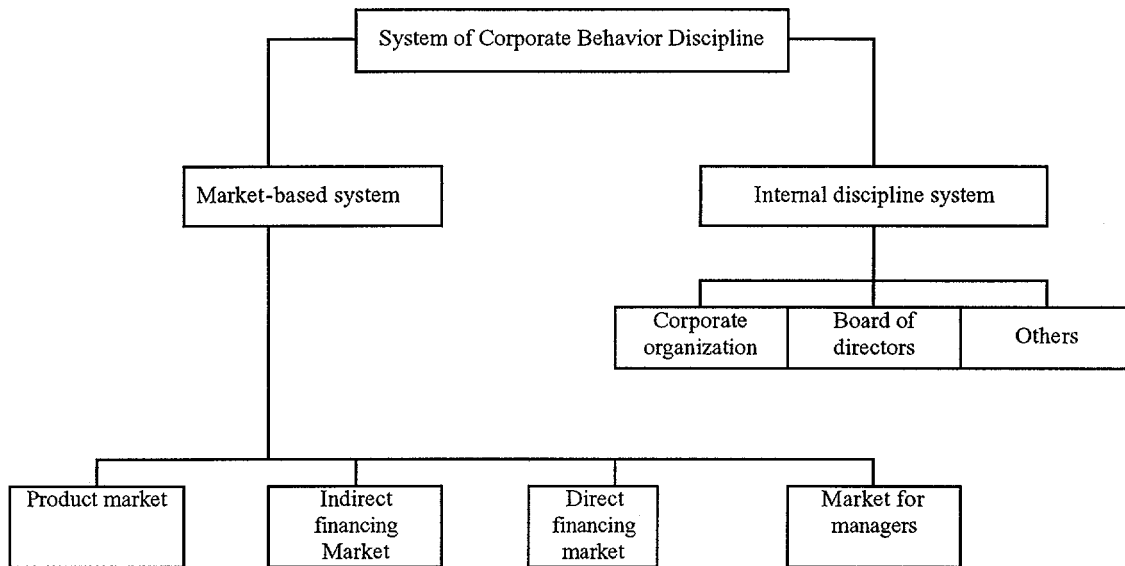 System of Corporate Behavior Discipline
Market-based system
Internal discipline system
Corporate
organization
Board of
directors
Others
Product market
Indirect
financing
Market
Direct
financing
market
Market for
managers